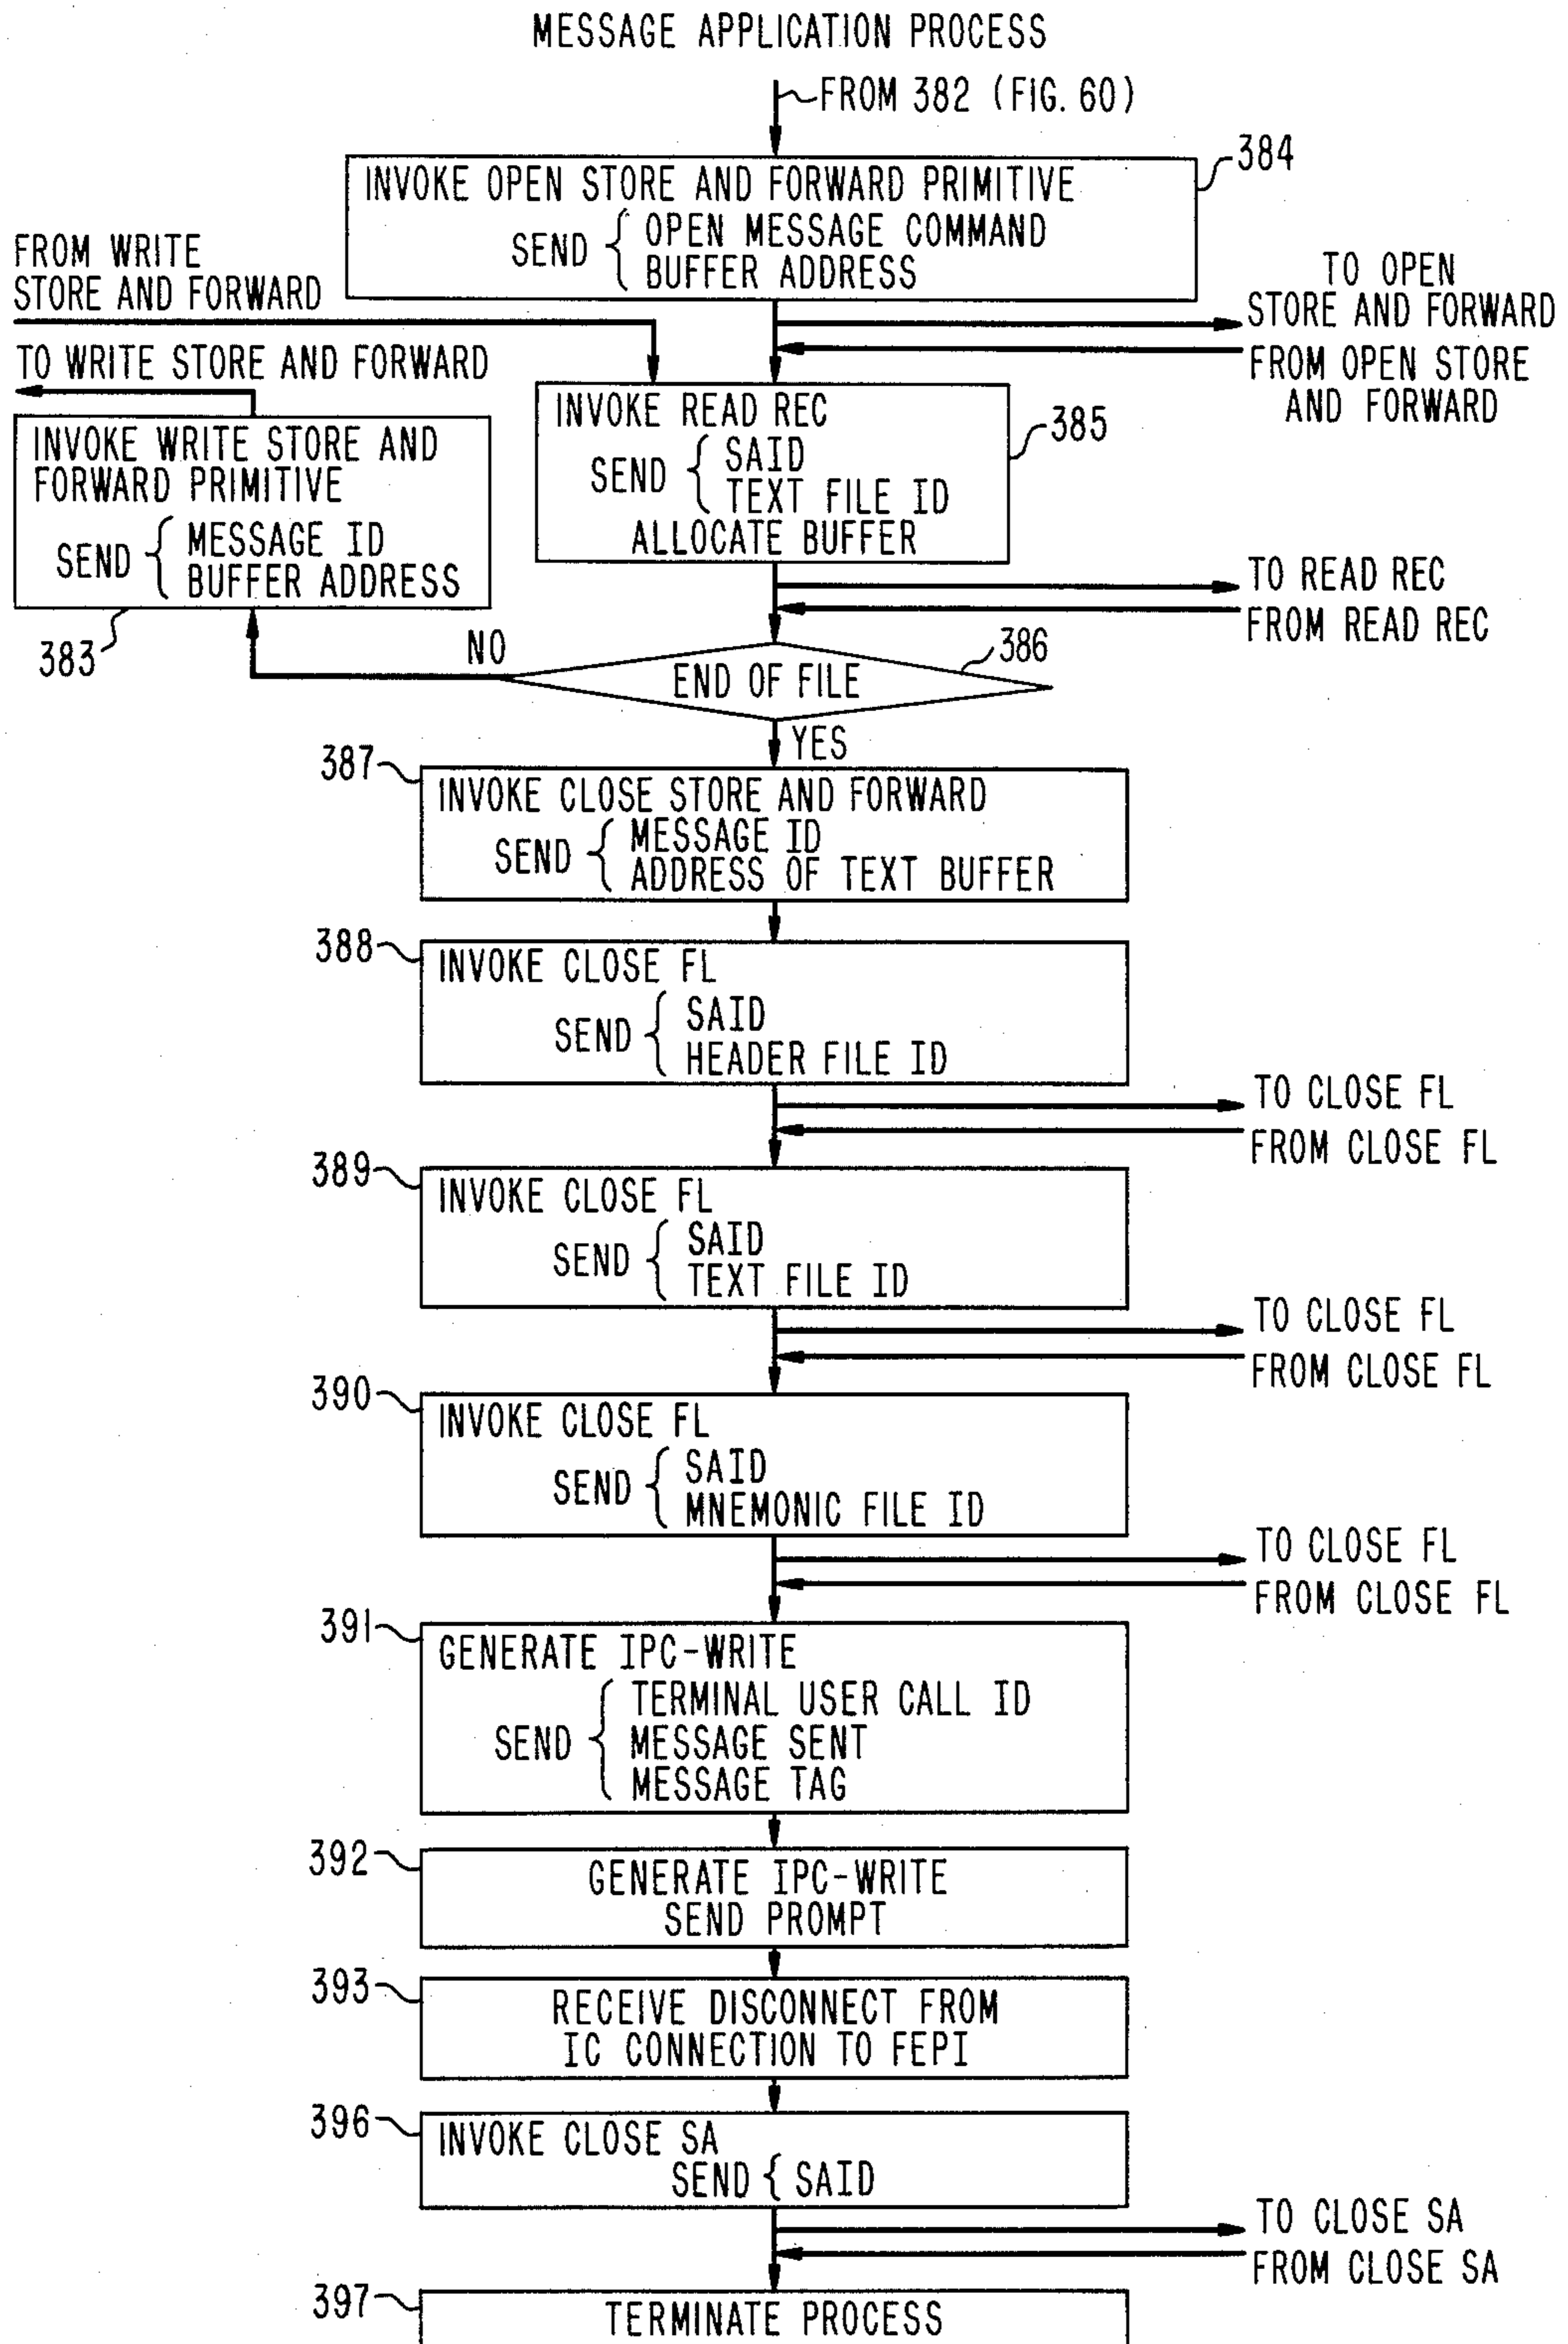 MESSAGE APPLICATION PROCESS
FROM 382 (FIG. 60)
384
INVOKE OPEN STORE AND FORWARD PRIMITIVE
SEND { OPEN MESSAGE COMMAND
BUFFER ADDRESS
FROM WRITE
STORE AND FORWARD
TO OPEN
STORE AND FORWARD
FROM OPEN STORE
AND FORWARD
TO WRITE STORE AND FORWARD
INVOKE WRITE STORE AND
FORWARD PRIMITIVE
SEND { MESSAGE ID
BUFFER ADDRESS
383
INVOKE READ REC
385
SEND { SAID
TEXT FILE ID
ALLOCATE BUFFER
TO READ REC
FROM READ REC
NO
386
END OF FILE
YES
387
INVOKE CLOSE STORE AND FORWARD
SEND { MESSAGE ID
ADDRESS OF TEXT BUFFER
388
INVOKE CLOSE FL
SEND { SAID
HEADER FILE ID
TO CLOSE FL
FROM CLOSE FL
389
INVOKE CLOSE FL
SEND { SAID
TEXT FILE ID
TO CLOSE FL
FROM CLOSE FL
390
INVOKE CLOSE FL
SEND { SAID
MNEMONIC FILE ID
TO CLOSE FL
FROM CLOSE FL
391
GENERATE IPC-WRITE
SEND { TERMINAL USER CALL ID
MESSAGE SENT
MESSAGE TAG
392
GENERATE IPC-WRITE
SEND PROMPT
393
RECEIVE DISCONNECT FROM
IC CONNECTION TO FEPI
396
INVOKE CLOSE SA
SEND { SAID
TO CLOSE SA
FROM CLOSE SA
397
TERMINATE PROCESS